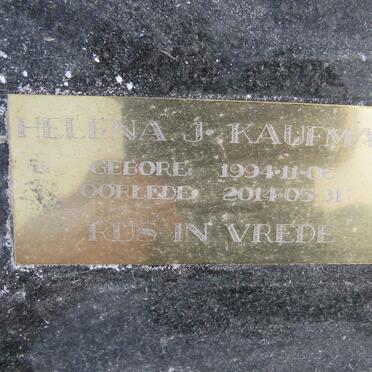 HELENA J. KAUFMA
GEBORE: 1994-11-06
OORLEDE: 2014-05-31
RUS IN VREDE